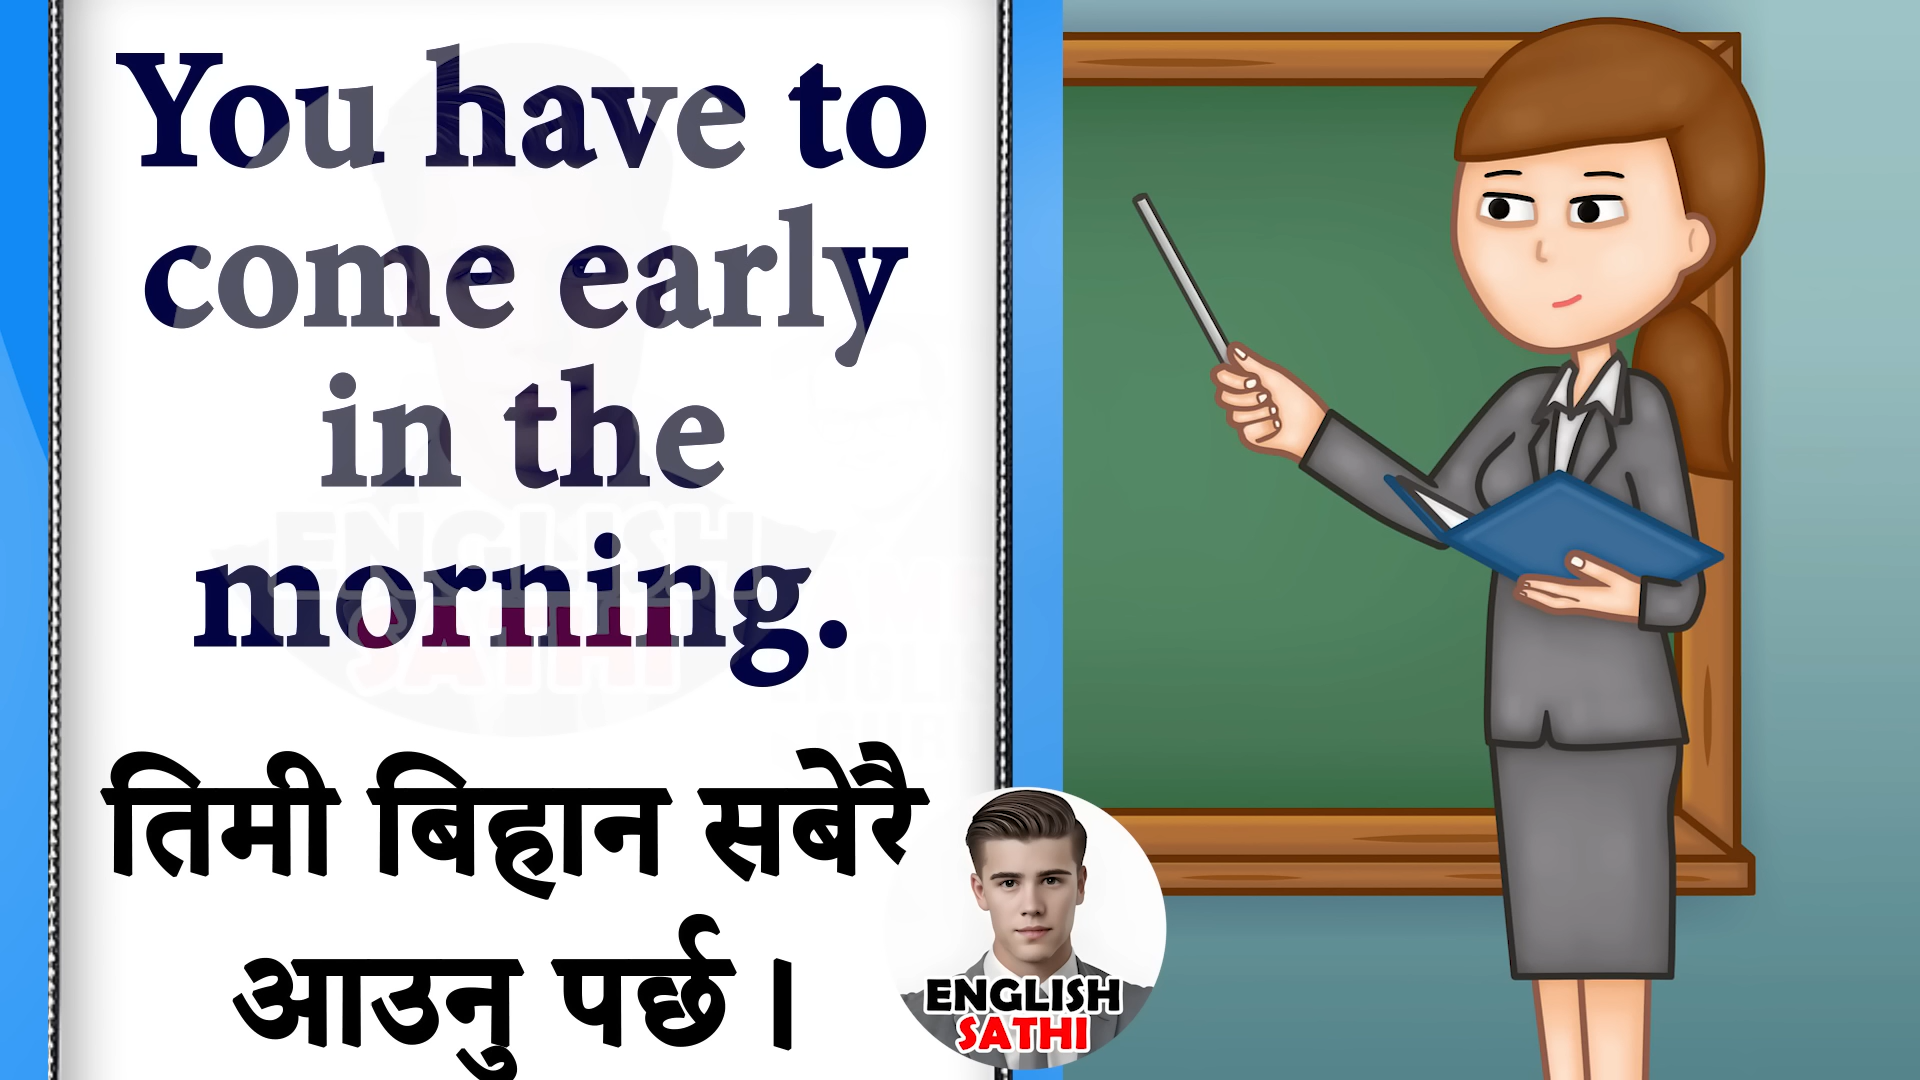 You have to
come early
in the
morning.
तिमी बिहान सबेरै
आउनु पर्छ ।
ENGLISH
SATHI